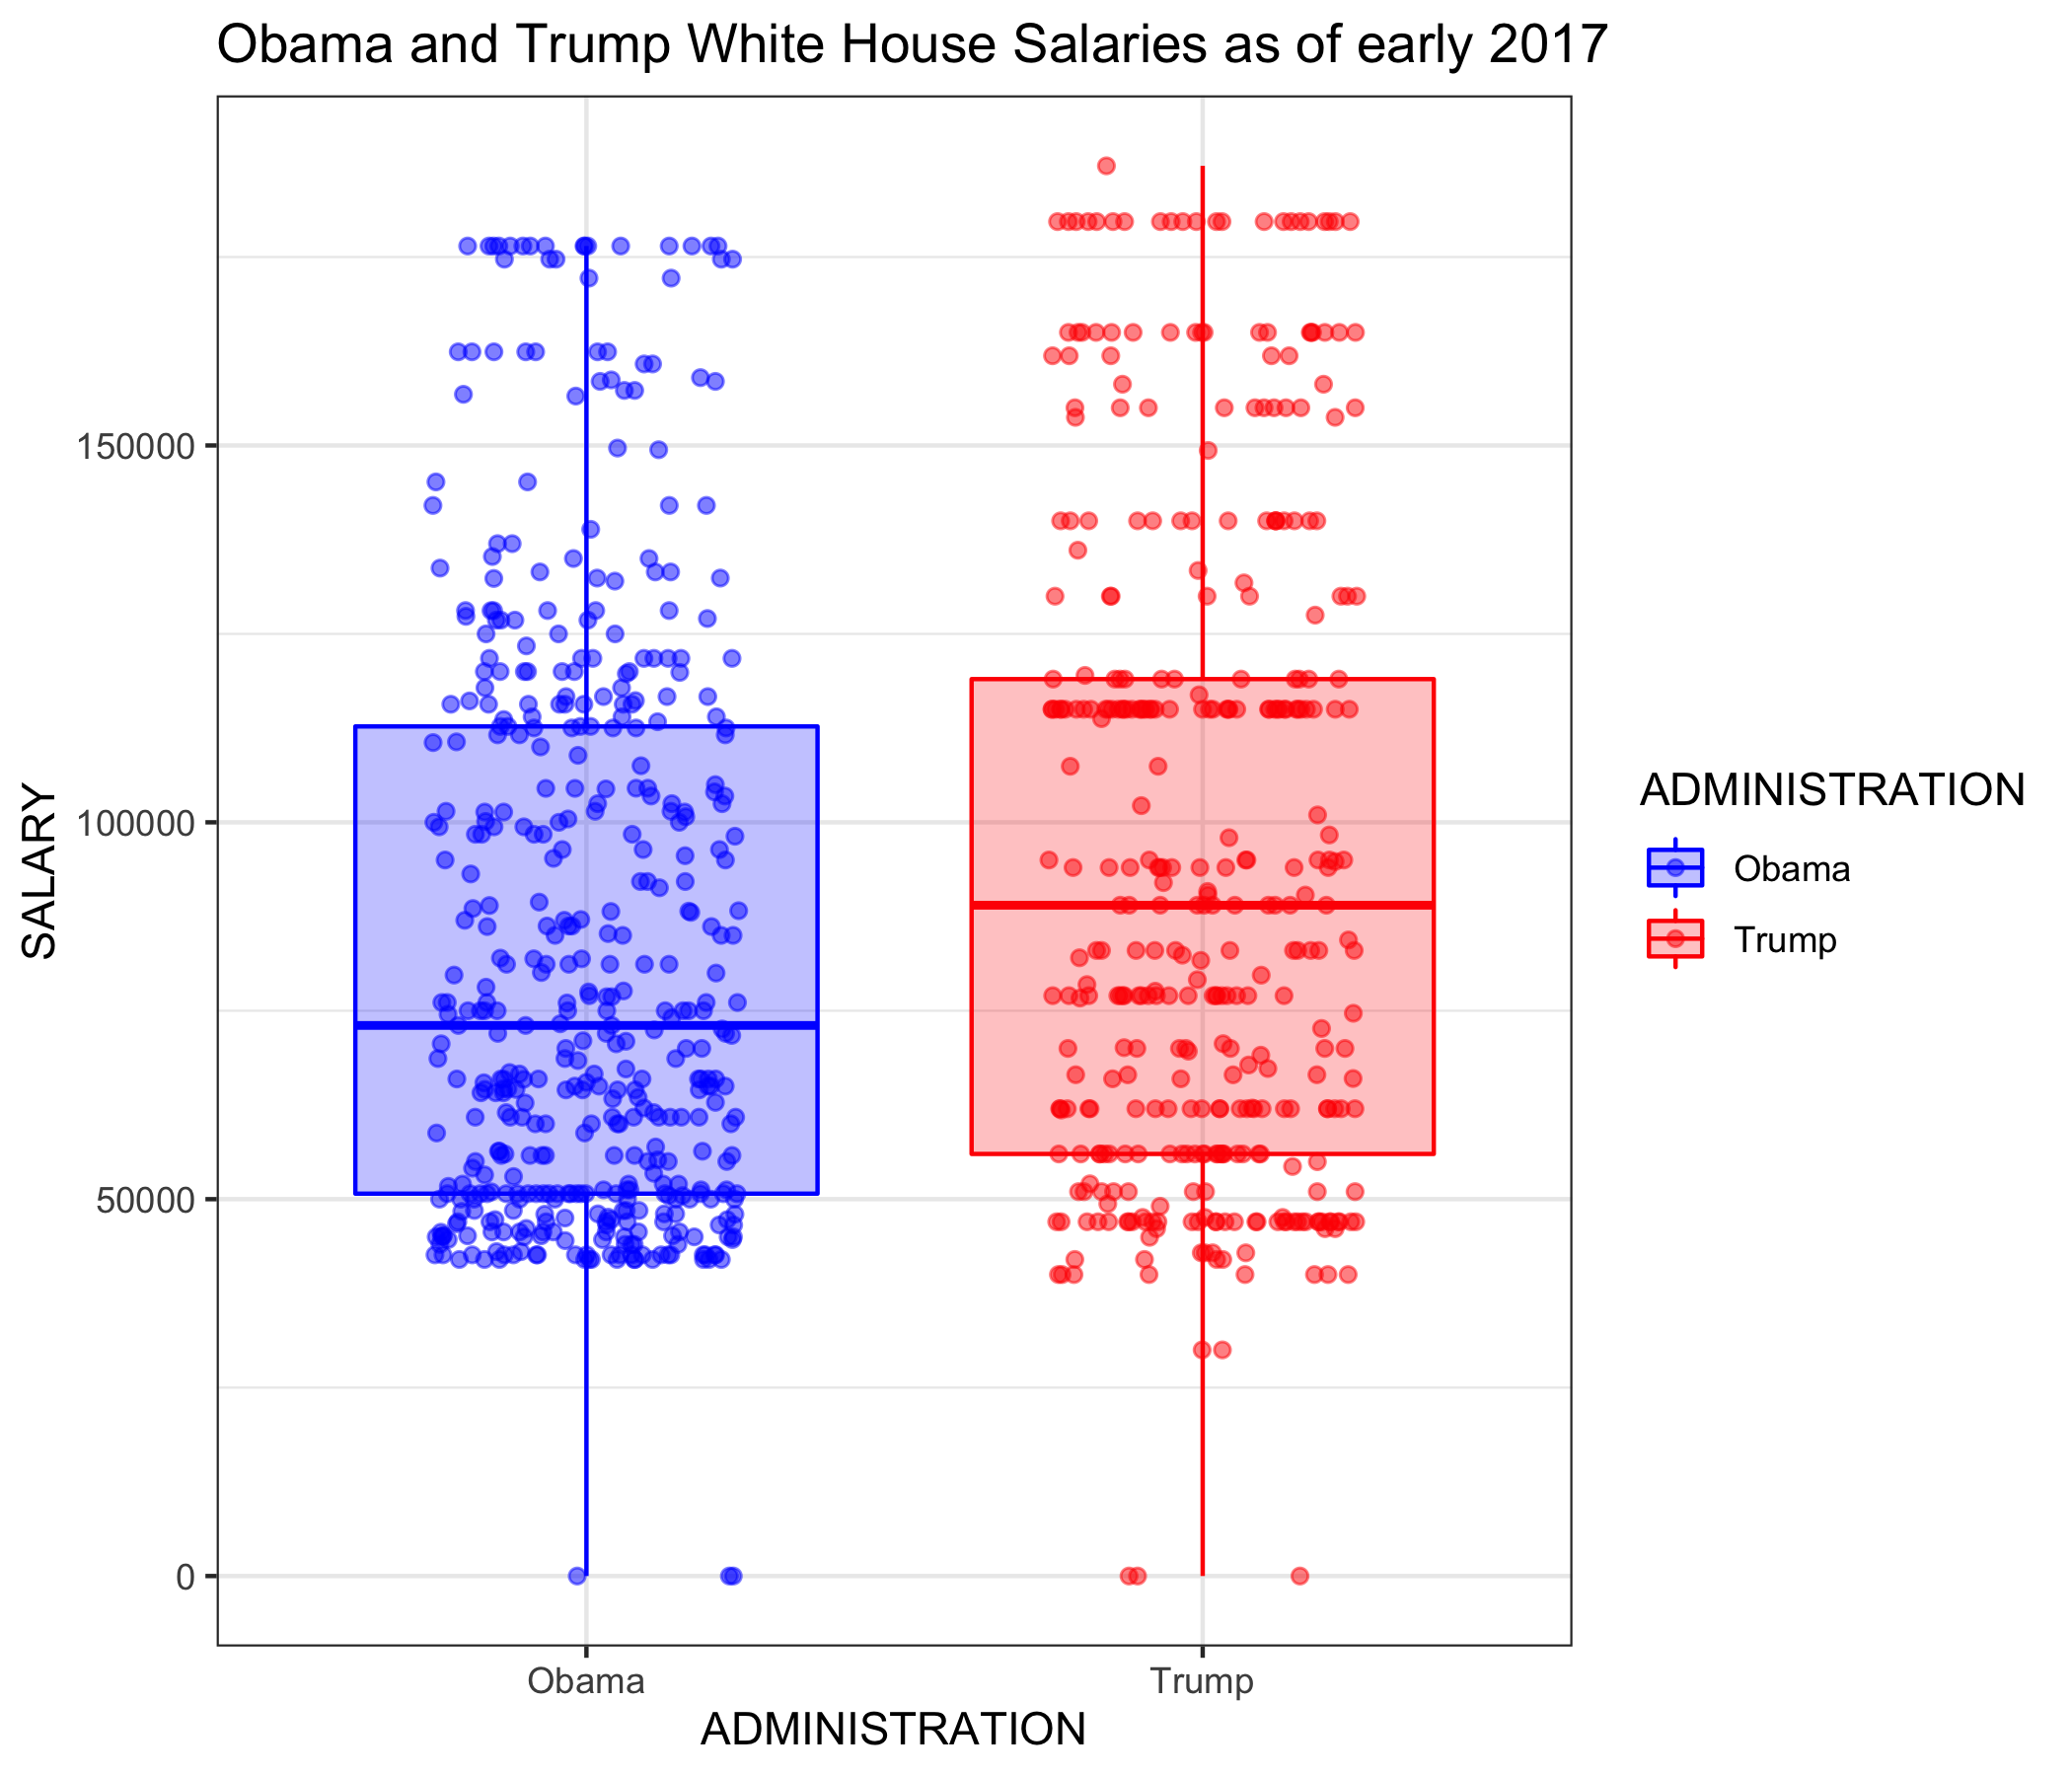 Obama and Trump White House Salaries as of early 2017
SALARY
150000
100000
50000
0
Obama
Trump
ADMINISTRATION
ADMINISTRATION
Obama
Trump